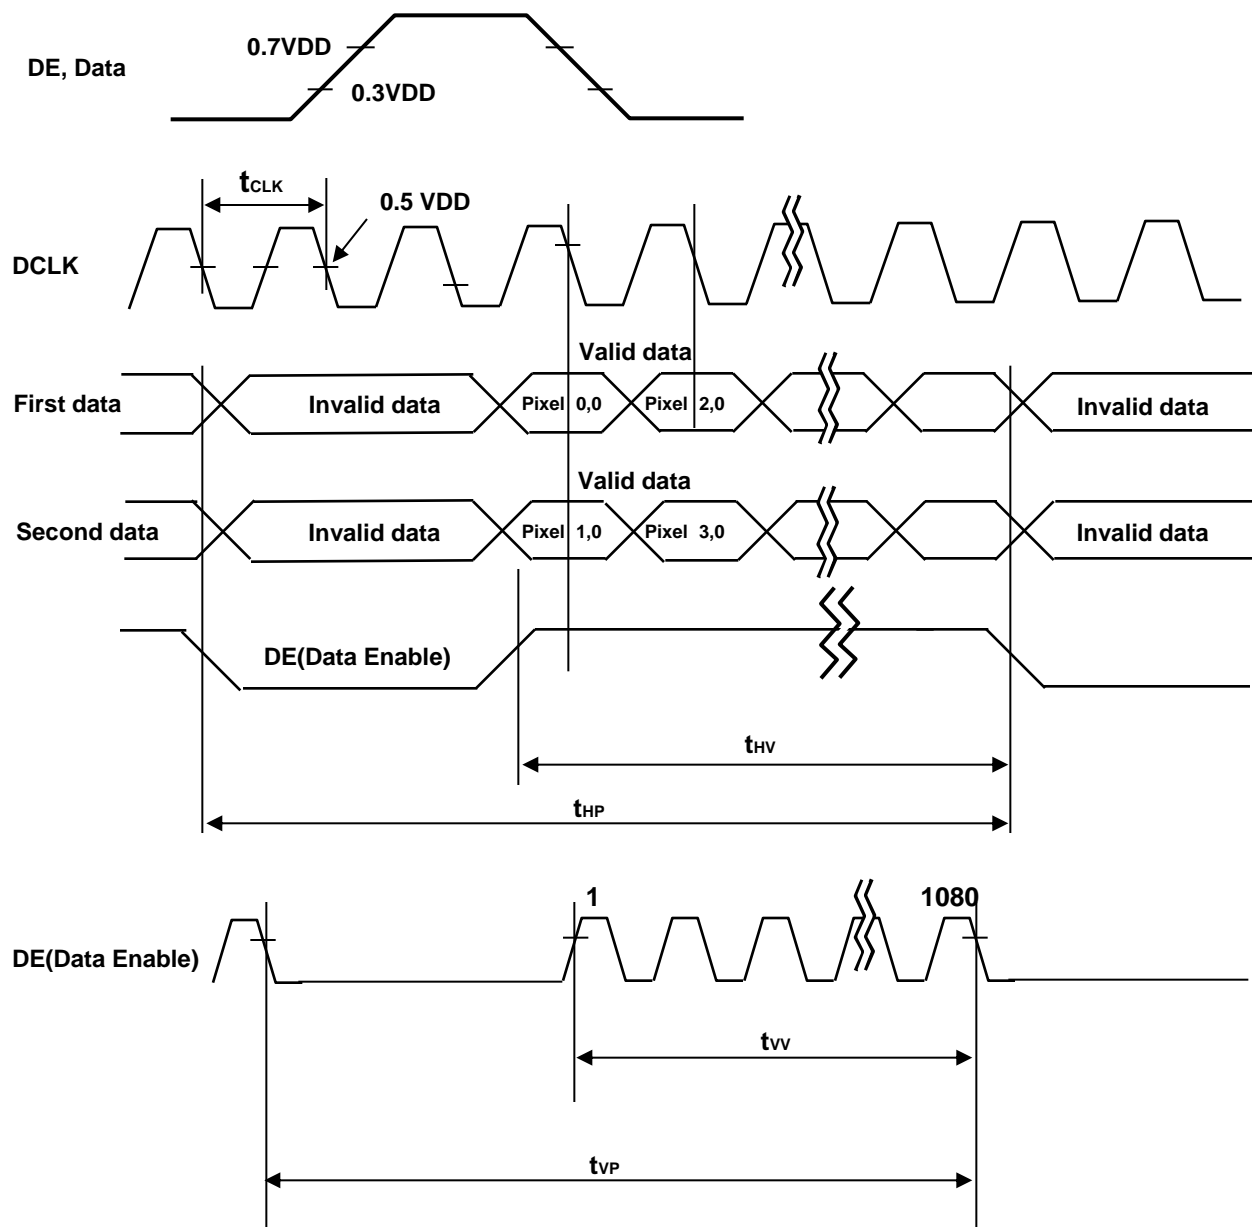 0.7VDD
DE, Data
0.3VDD
tCLK
0.5 VDD
DCLK
Valid data
First data
Invalid data
Pixel 0,0
Pixel 2,0
Invalid data
Valid data
Second data
Invalid data
Pixel 1,0
Pixel 3,0
Invalid data
DE(Data Enable)
tHV
tHP
1
1080
DE(Data Enable)
tVV
tVP